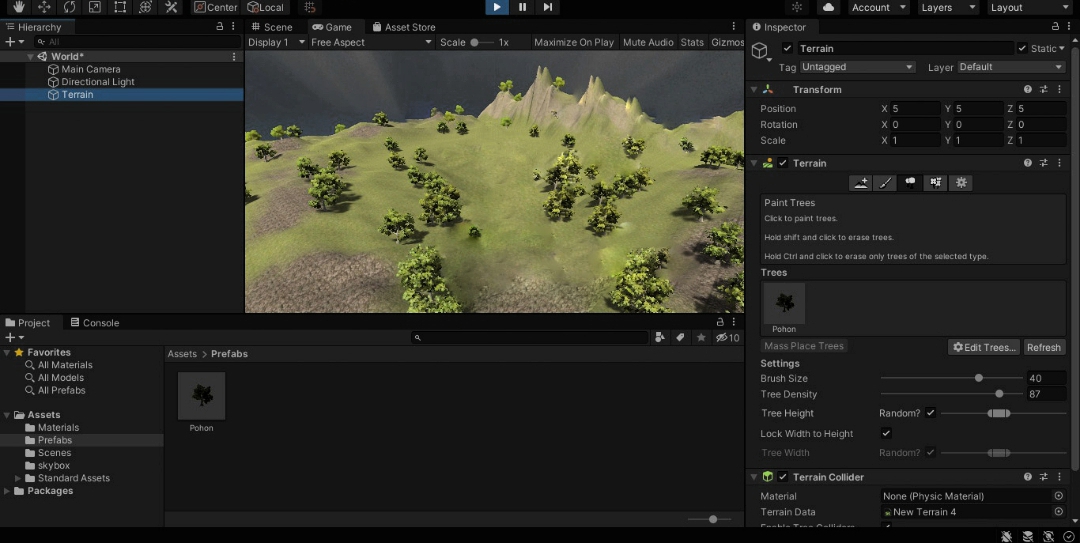 Center
Local
Account
Layers
Layout
Hierarchy
All
World*
Main Camera
Directional Light
Terrain
Scene
Game
Asset Store
Display 1
Free Aspect
Scale
1x
Maximize On Play
Mute Audio
Stats
Gizmos
Inspector
Terrain
Static
Tag
Untagged
Layer
Default
Transform
Position
X 5
Y 5
Z 5
Rotation
X 0
Y 0
Z 0
Scale
X 1
Y 1
Z 1
Terrain
Paint Trees
Click to paint trees.
Hold shift and click to erase trees.
Hold Ctrl and click to erase only trees of the selected type.
Trees
Pohon
Mass Place Trees
Edit Trees...
Refresh
Settings
Brush Size
40
Tree Density
87
Tree Height
Random?
Lock Width to Height
Tree Width
Random?
Terrain Collider
Material
None (Physic Material)
Terrain Data
New Terrain 4
Enable Tree Colliders
Project
Console
10
Favorites
All Materials
All Models
All Prefabs
Assets
Materials
Prefabs
Scenes
skybox
Standard Assets
Packages
Assets > Prefabs
Pohon